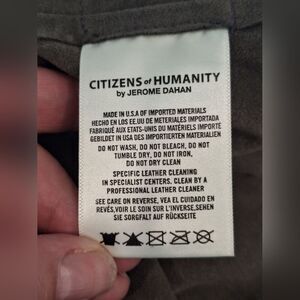 CITIZENS of HUMANITY
by JEROME DAHAN
MADE IN U.S.A OF IMPORTED MATERIALS
HECHO EN LOS EE.UU DE METERIALES IMPORTADA
FABRIQUÉ AUX ETATS-UNIS DU MATÉRIELS IMPORTÉ
GEBILDET IN DEN USA DES IMPORTIERTEN MATERIALS
DO NOT WASH, DO NOT BLEACH, DO NOT
TUMBLE DRY, DO NOT IRON,
DO NOT DRY CLEAN
SPECIFIC LEATHER CLEANING
IN SPECIALIST CENTERS. CLEAN BY A
PROFESSIONAL LEATHER CLEANER
SEE CARE ON REVERSE, VEA EL CUIDADO EN
REVÉS, VOIR LE SOIN SUR L'INVERSE, SEHEN
SIE SORGFALT AUF RÜCKSEITE